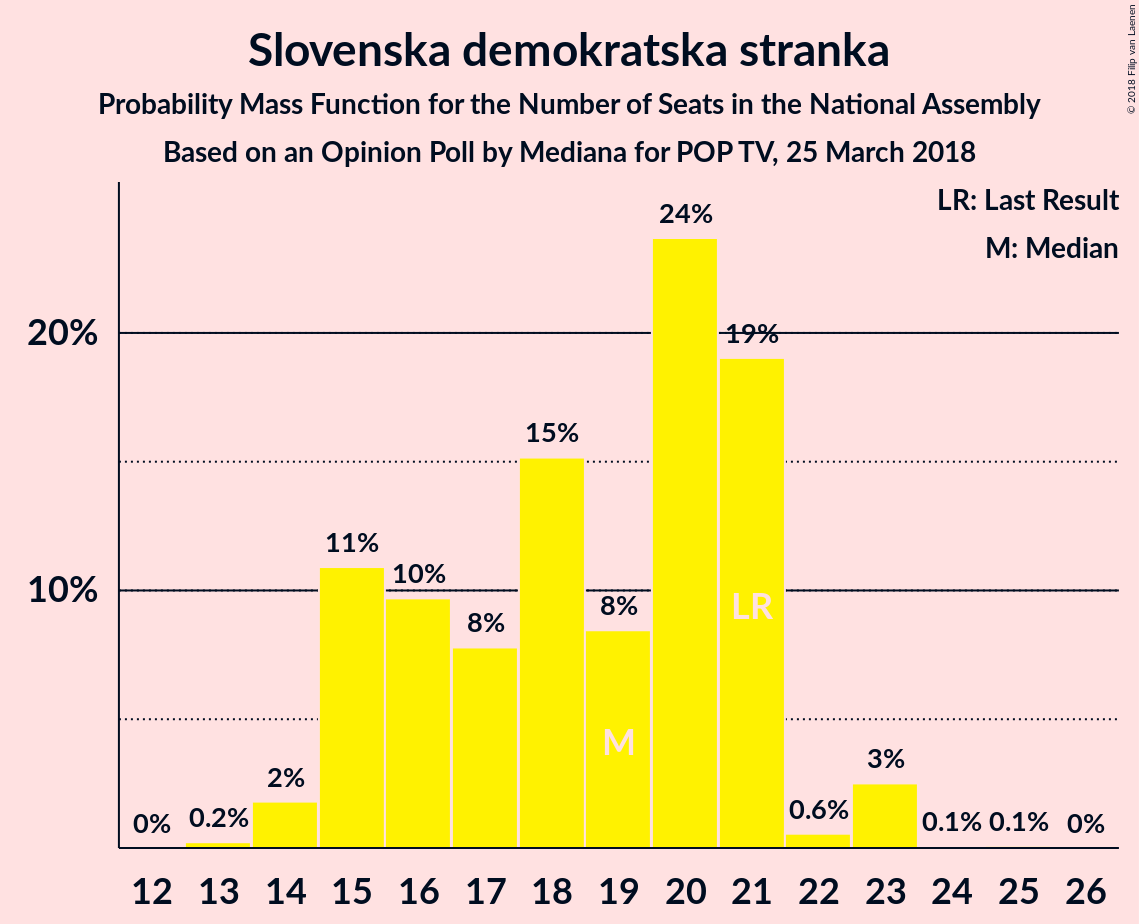 Slovenska demokratska stranka
Probability Mass Function for the Number of Seats in the National Assembly
Based on an Opinion Poll by Mediana for POP TV, 25 March 2018
© 2018 Filip van Laenen
LR: Last Result
M: Median
20%
10%
0%
0.2%
2%
11%
10%
8%
15%
8%
24%
19%
0.6%
3%
0.1%
0.1%
0%
M
LR
12 13 14 15 16 17 18 19 20 21 22 23 24 25 26